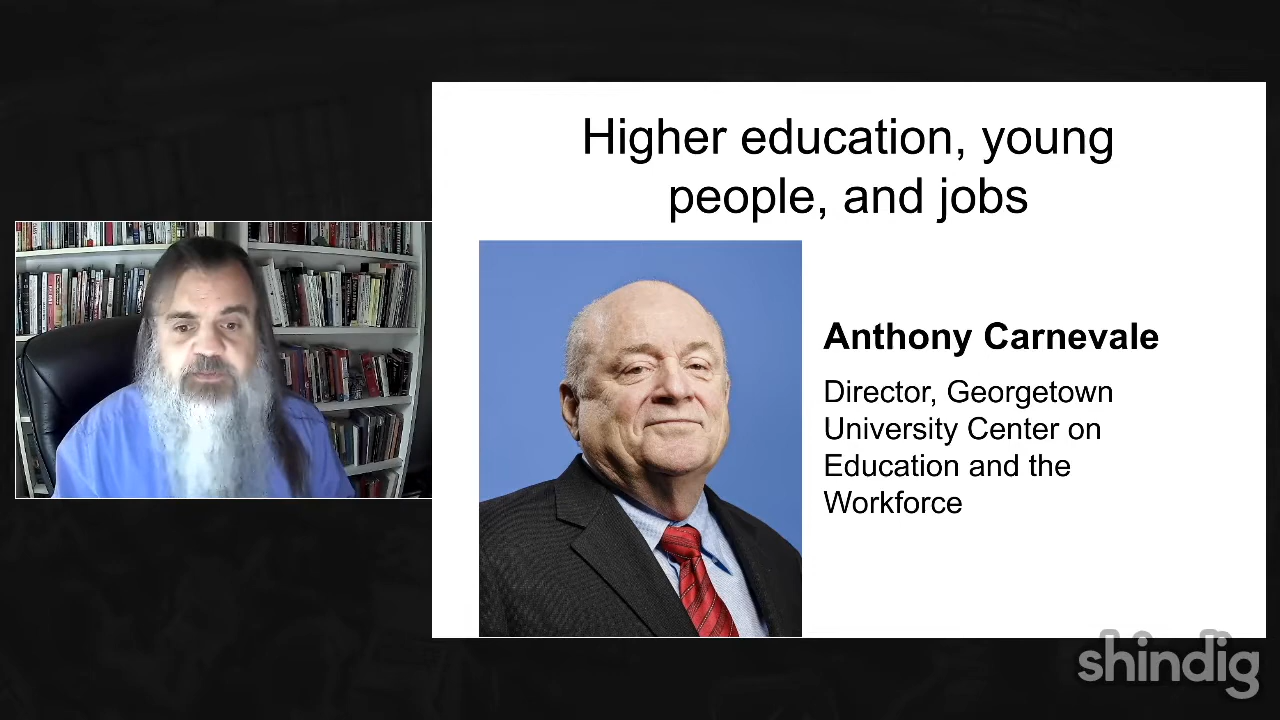 Higher education, young
people, and jobs
Anthony Carnevale
Director, Georgetown
University Center on
Education and the
Workforce
shindig